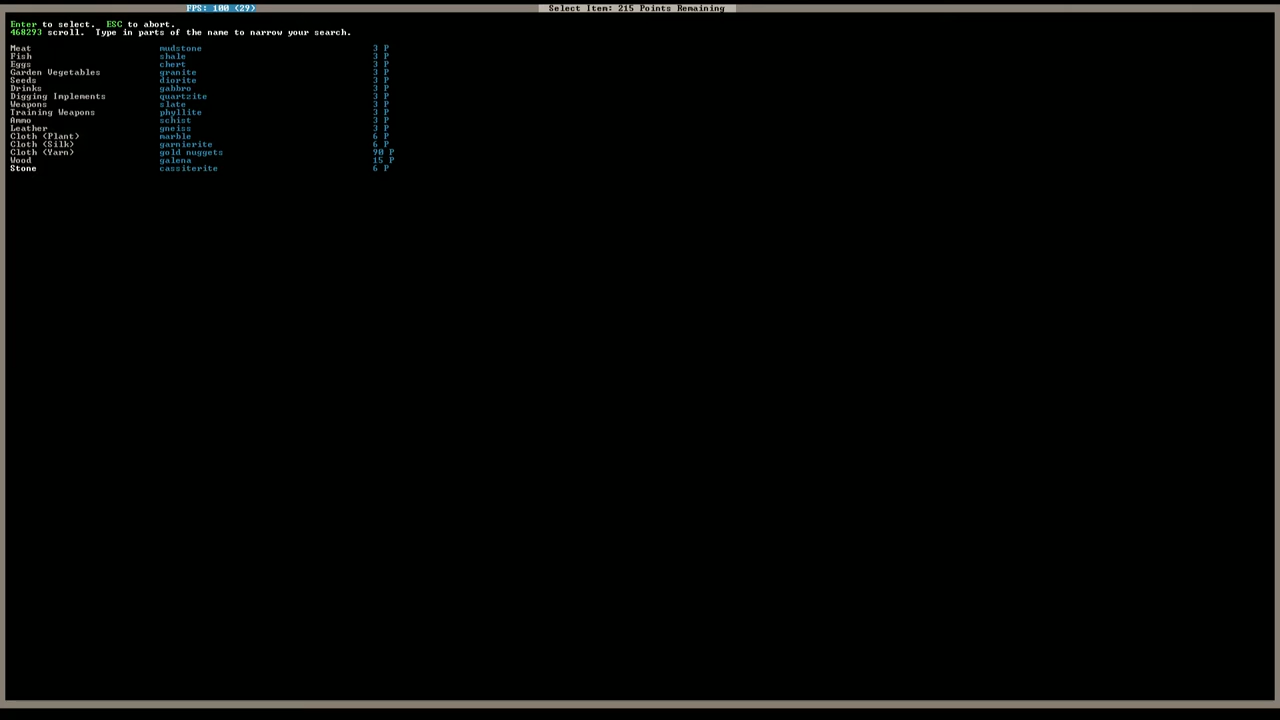 FPS: 100 (29) Select Item: 215 Points Remaining
Enter to select. ESC to abort.
468293 scroll. Type in parts of the name to narrow your search.
Meat mudstone 3 P
Fish shale 3 P
Eggs chert 3 P
Garden Vegetables granite 3 P
Seeds diorite 3 P
Drinks gabbro 3 P
Digging Implements quartzite 3 P
Weapons slate 3 P
Training Weapons phyllite 3 P
Ammo schist 3 P
Leather gneiss 3 P
Cloth (Plant) marble 6 P
Cloth (Silk) garnierite 6 P
Cloth (Yarn) gold nuggets 90 P
Wood galena 15 P
Stone cassiterite 6 P